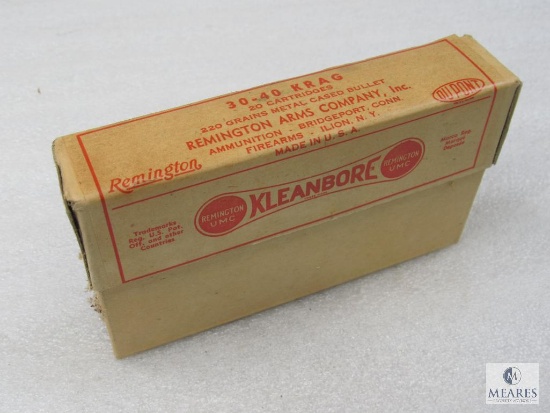 30-40 KRAG
20 CARTRIDGES
220 GRAINS METAL CASED BULLET
REMINGTON ARMS COMPANY, Inc.
AMMUNITION - BRIDGEPORT, CONN.
FIREARMS - ILION, N.Y.
MADE IN U.S.A.
DU PONT
Remington
Trademarks
Reg. U.S. Pat.
Off. and other
Countries
REMINGTON
UMC
KLEANBORE
REMINGTON
UMC
MEARES